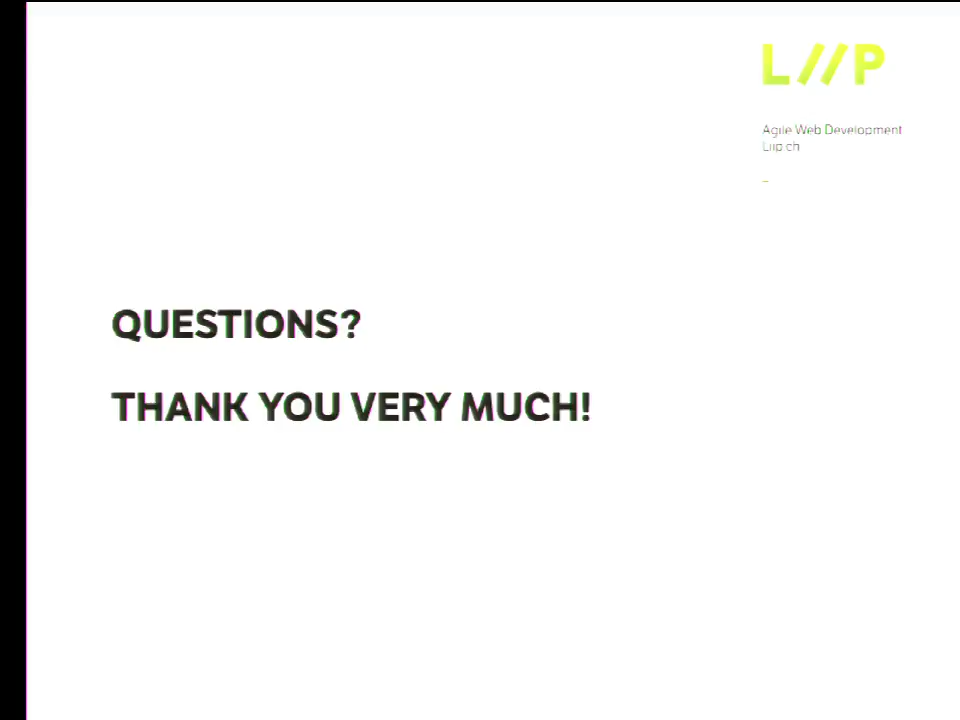 L//P
Agile Web Development
Liip.ch
QUESTIONS?
THANK YOU VERY MUCH!